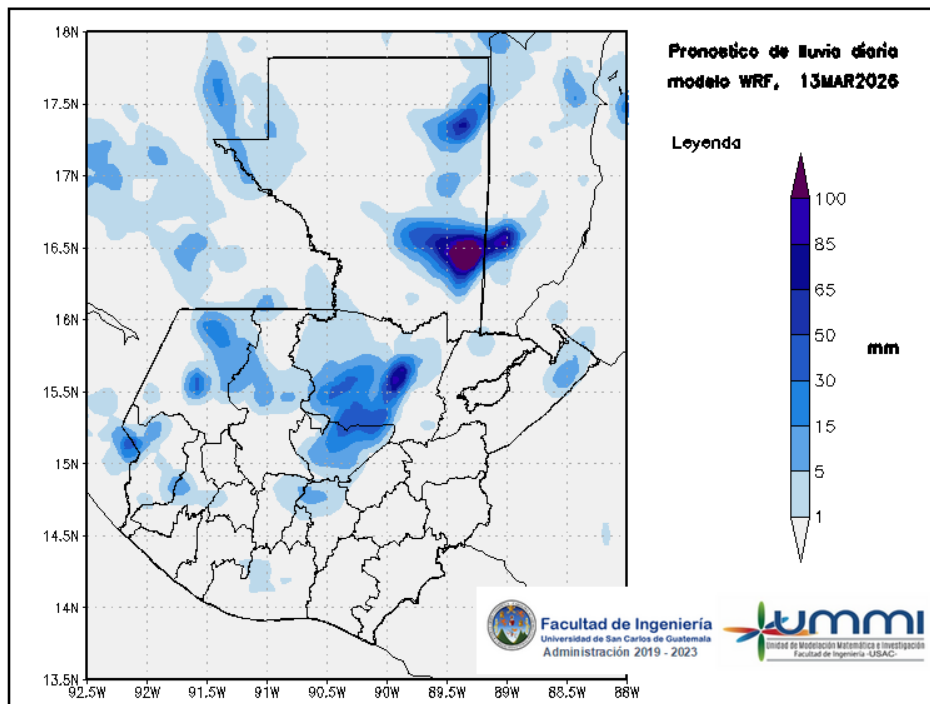 Pronostico de lluvia diaria
modelo WRF, 13MAR2026
Leyenda
100
85
65
50
30
15
5
1
mm
18N
17.5N
17N
16.5N
16N
15.5N
15N
14.5N
14N
13.5N
92.5W
92W
91.5W
91W
90.5W
90W
89.5W
89W
88.5W
88W
Facultad de Ingeniería
Universidad de San Carlos de Guatemala
Administración 2019 - 2023
ummi
Unidad de Modelación Matemática e Investigación
Facultad de Ingeniería -USAC-